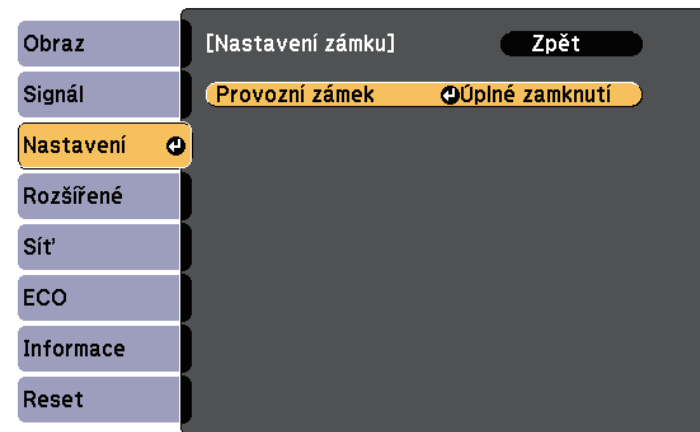 Obraz
Signál
Nastavení
Rozšířené
Síť
ECO
Informace
Reset
[Nastavení zámku] Zpět
Provozní zámek Úplné zamknutí